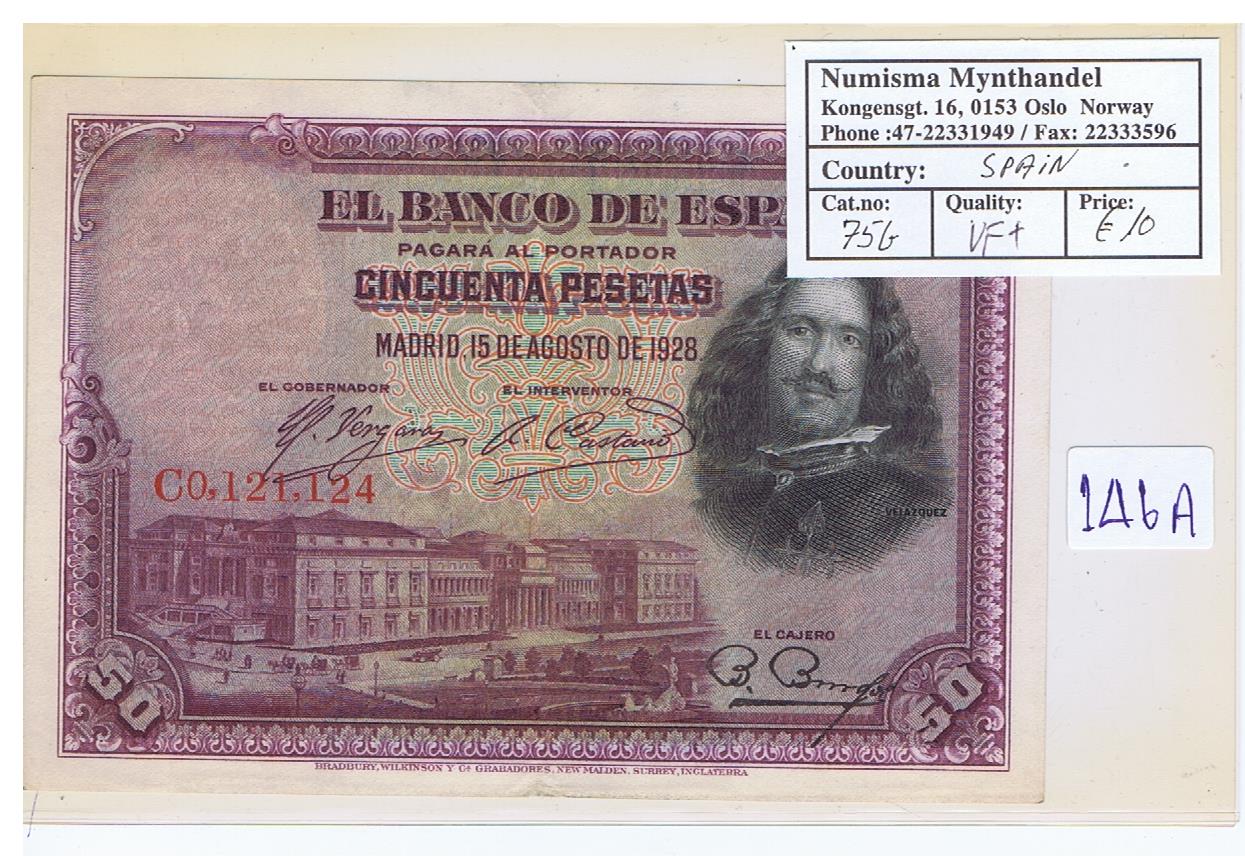 Numisma Mynthandel
Kongensgt. 16, 0153 Oslo Norway
Phone :47-22331949 / Fax: 22333596
Country: SPAIN
Cat.no: Quality: Price:
75b VF+ € 10
EL BANCO DE ESPA
PAGARÁ AL PORTADOR
CINCUENTA PESETAS
MADRID, 15 DE AGOSTO DE 1928
EL GOBERNADOR EL INTERVENTOR
C0,121,124
VELAZQUEZ
146A
EL CAJERO
50 50
BRADBURY, WILKINSON Y Cª GRABADORES, NEW MALDEN, SURREY, INGLATERRA